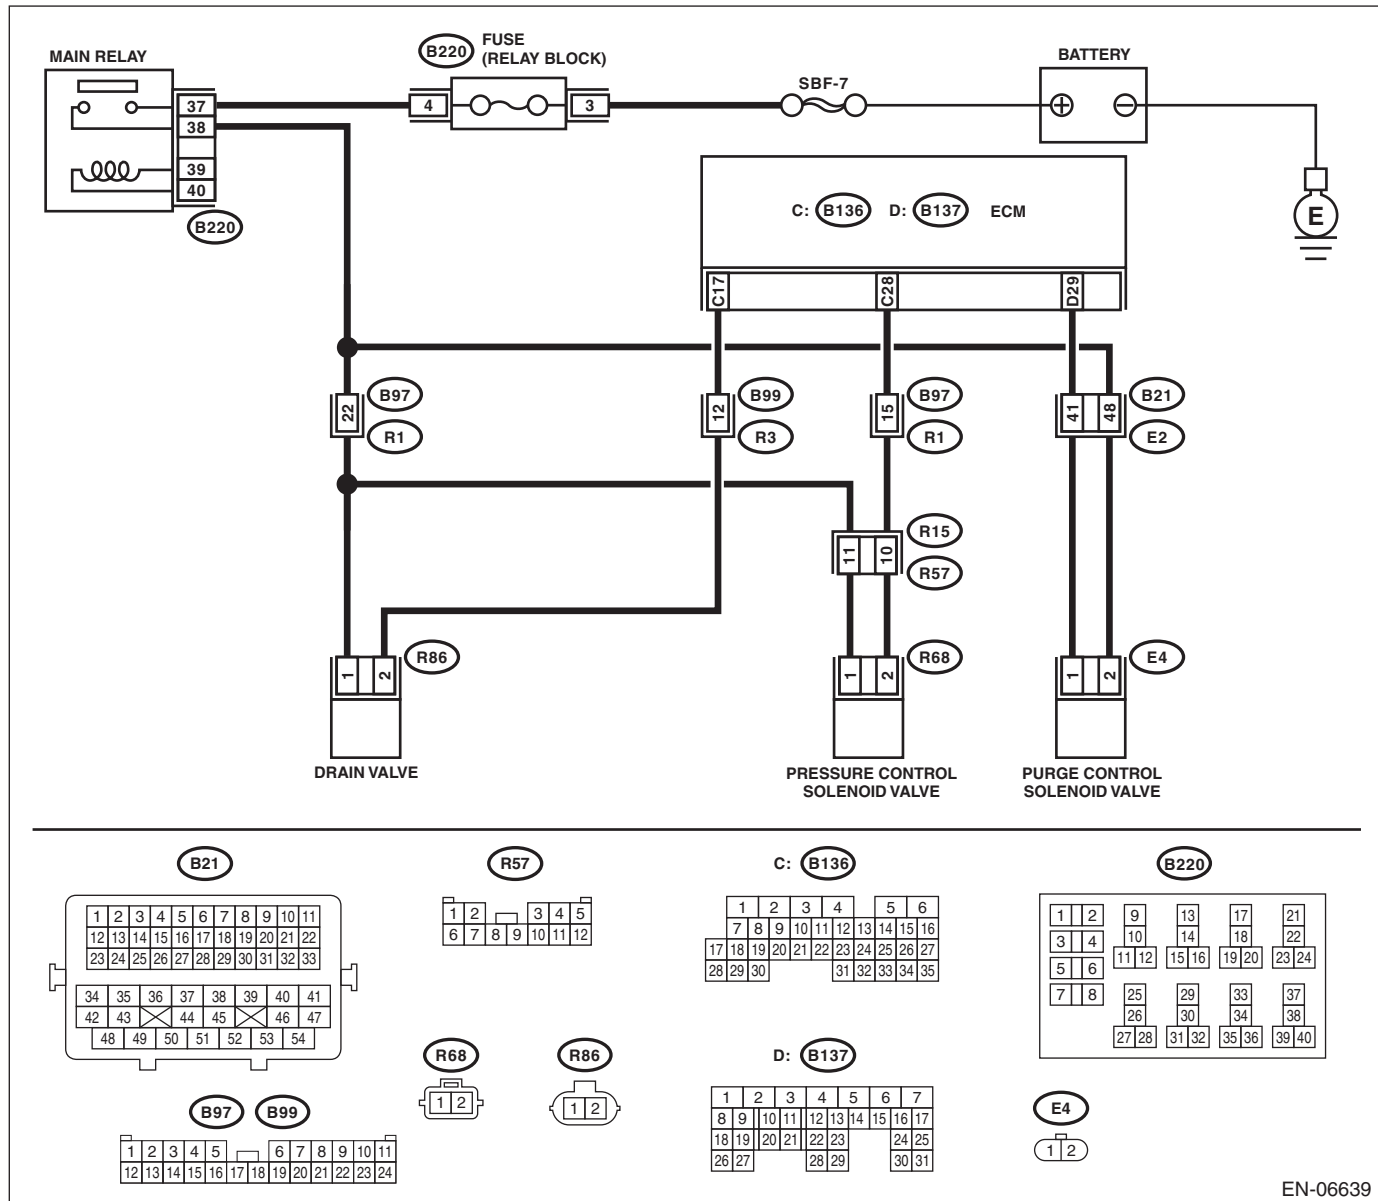 MAIN RELAY
B220
FUSE
(RELAY BLOCK)
BATTERY
SBF-7
37
38
39
40
4
3
+
−
B220
E
C: B136 D: B137 ECM
C17
C28
D29
22
B97
R1
12
B99
R3
15
B97
R1
41
48
B21
E2
11
10
R15
R57
1
2
R86
1
2
R68
1
2
E4
DRAIN VALVE
PRESSURE CONTROL
SOLENOID VALVE
PURGE CONTROL
SOLENOID VALVE
B21
1 2 3 4 5 6 7 8 9 10 11
12 13 14 15 16 17 18 19 20 21 22
23 24 25 26 27 28 29 30 31 32 33
34 35 36 37 38 39 40 41
42 43 44 45 46 47
48 49 50 51 52 53 54
R57
1 2 3 4 5
6 7 8 9 10 11 12
C: B136
1 2 3 4 5 6
7 8 9 10 11 12 13 14 15 16
17 18 19 20 21 22 23 24 25 26 27
28 29 30 31 32 33 34 35
B220
1 2 9 13 17 21
3 4 10 14 18 22
5 6 11 12 15 16 19 20 23 24
7 8 25 29 33 37
26 30 34 38
27 28 31 32 35 36 39 40
R68
1 2
R86
1 2
D: B137
1 2 3 4 5 6 7
8 9 10 11 12 13 14 15 16 17
18 19 20 21 22 23 24 25
26 27 28 29 30 31
E4
1 2
B97 B99
1 2 3 4 5 6 7 8 9 10 11
12 13 14 15 16 17 18 19 20 21 22 23 24
EN-06639